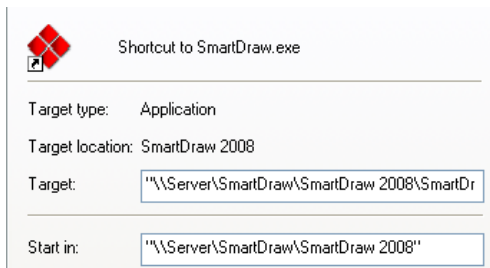 Shortcut to SmartDraw.exe
Target type: Application
Target location: SmartDraw 2008
Target: "\\Server\SmartDraw\SmartDraw 2008\SmartDr
Start in: "\\Server\SmartDraw\SmartDraw 2008"